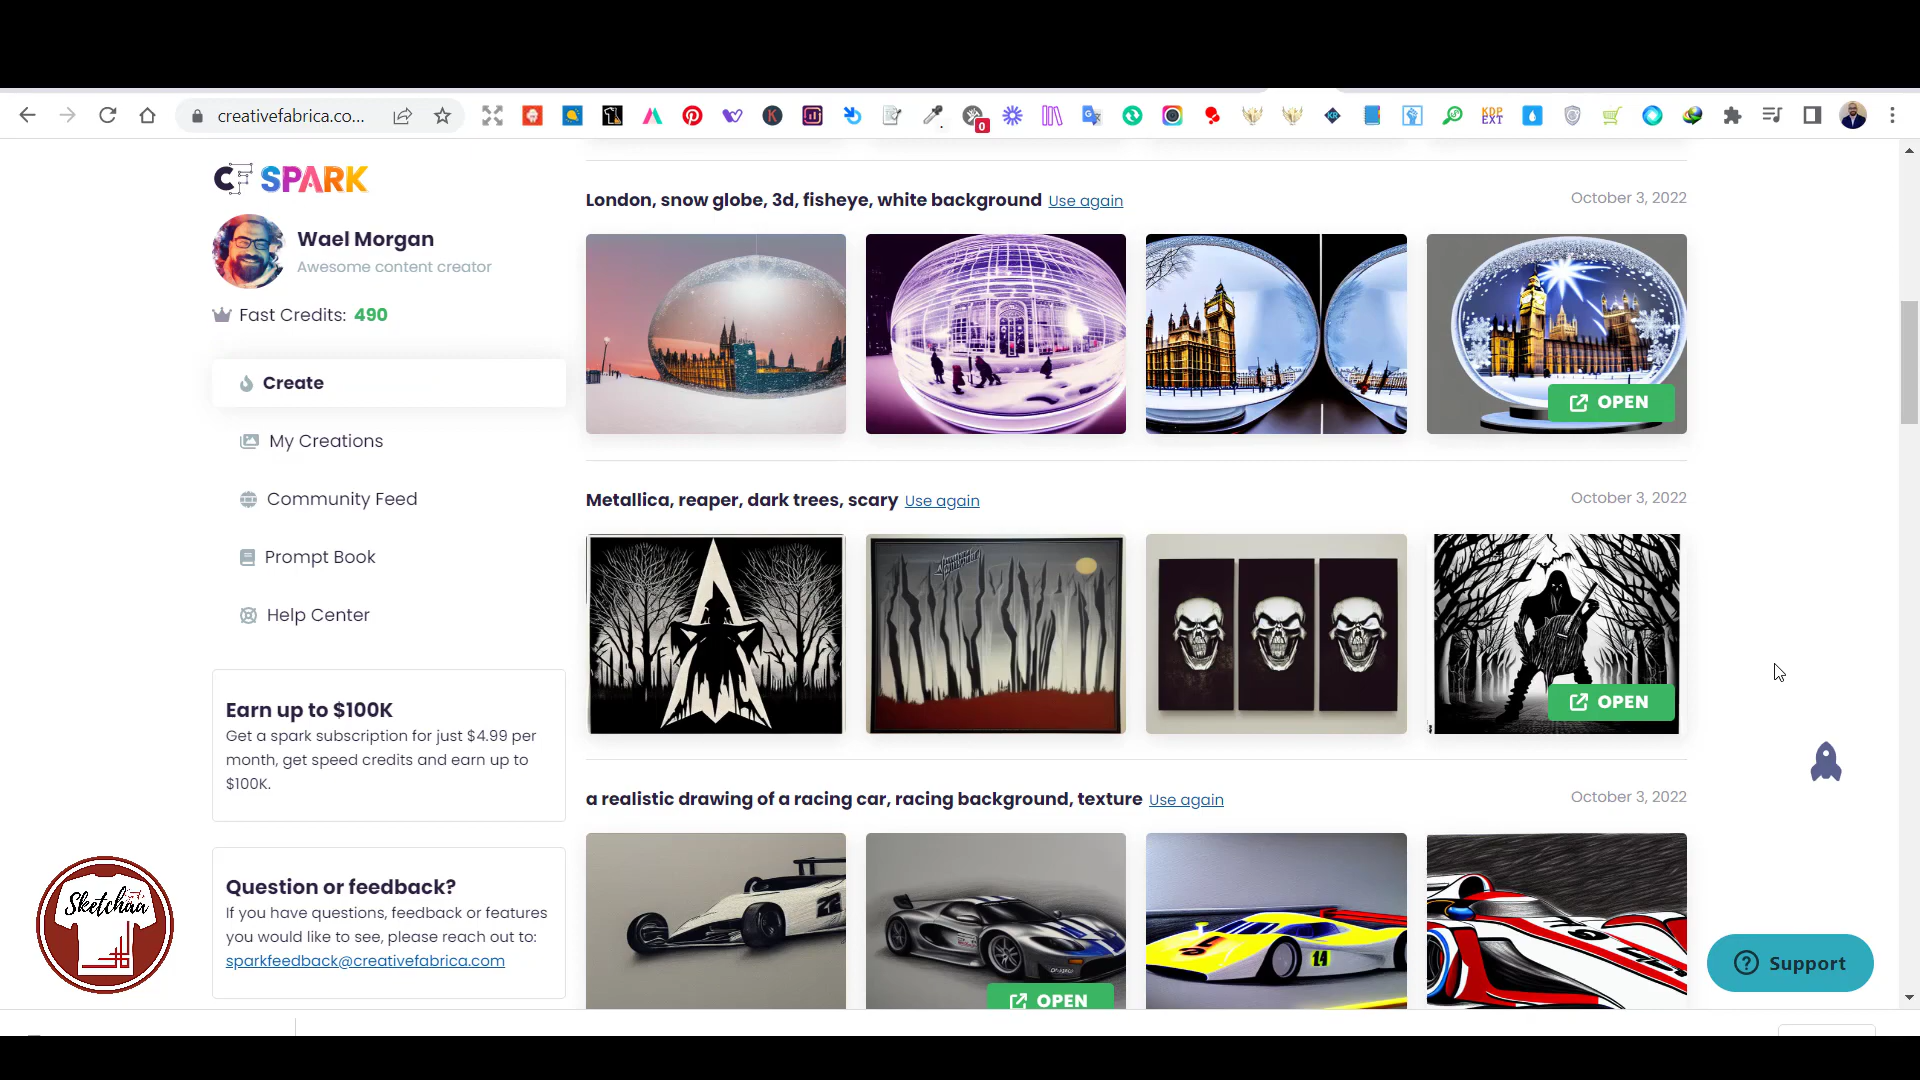 creativefabrica.co...
0
KDP
EXT
CF SPARK
Wael Morgan
Awesome content creator
Fast Credits: 490
Create
My Creations
Community Feed
Prompt Book
Help Center
Earn up to $100K
Get a spark subscription for just $4.99 per
month, get speed credits and earn up to
$100K.
Question or feedback?
If you have questions, feedback or features
you would like to see, please reach out to:
sparkfeedback@creativefabrica.com
Sketchaa
London, snow globe, 3d, fisheye, white background Use again
October 3, 2022
OPEN
Metallica, reaper, dark trees, scary Use again
October 3, 2022
OPEN
a realistic drawing of a racing car, racing background, texture Use again
October 3, 2022
14
OPEN
Support